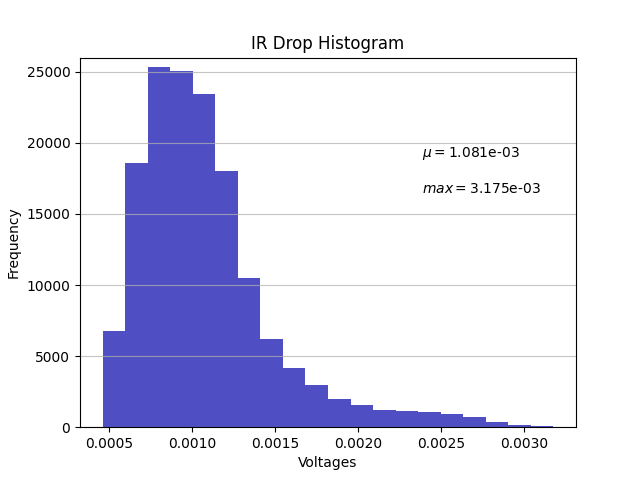 IR Drop Histogram
25000
20000
15000
10000
5000
0
Frequency
μ = 1.081e-03
max = 3.175e-03
0.0005 0.0010 0.0015 0.0020 0.0025 0.0030
Voltages